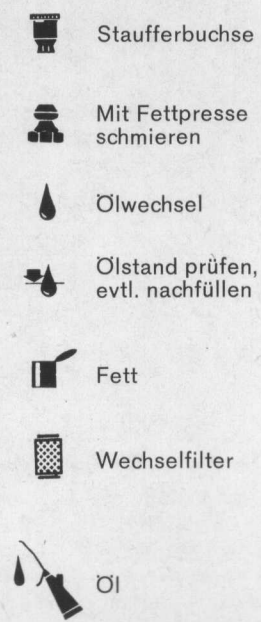 Staufferbuchse
Mit Fettpresse
schmieren
Ölwechsel
Ölstand prüfen,
evtl. nachfüllen
Fett
Wechselfilter
Öl